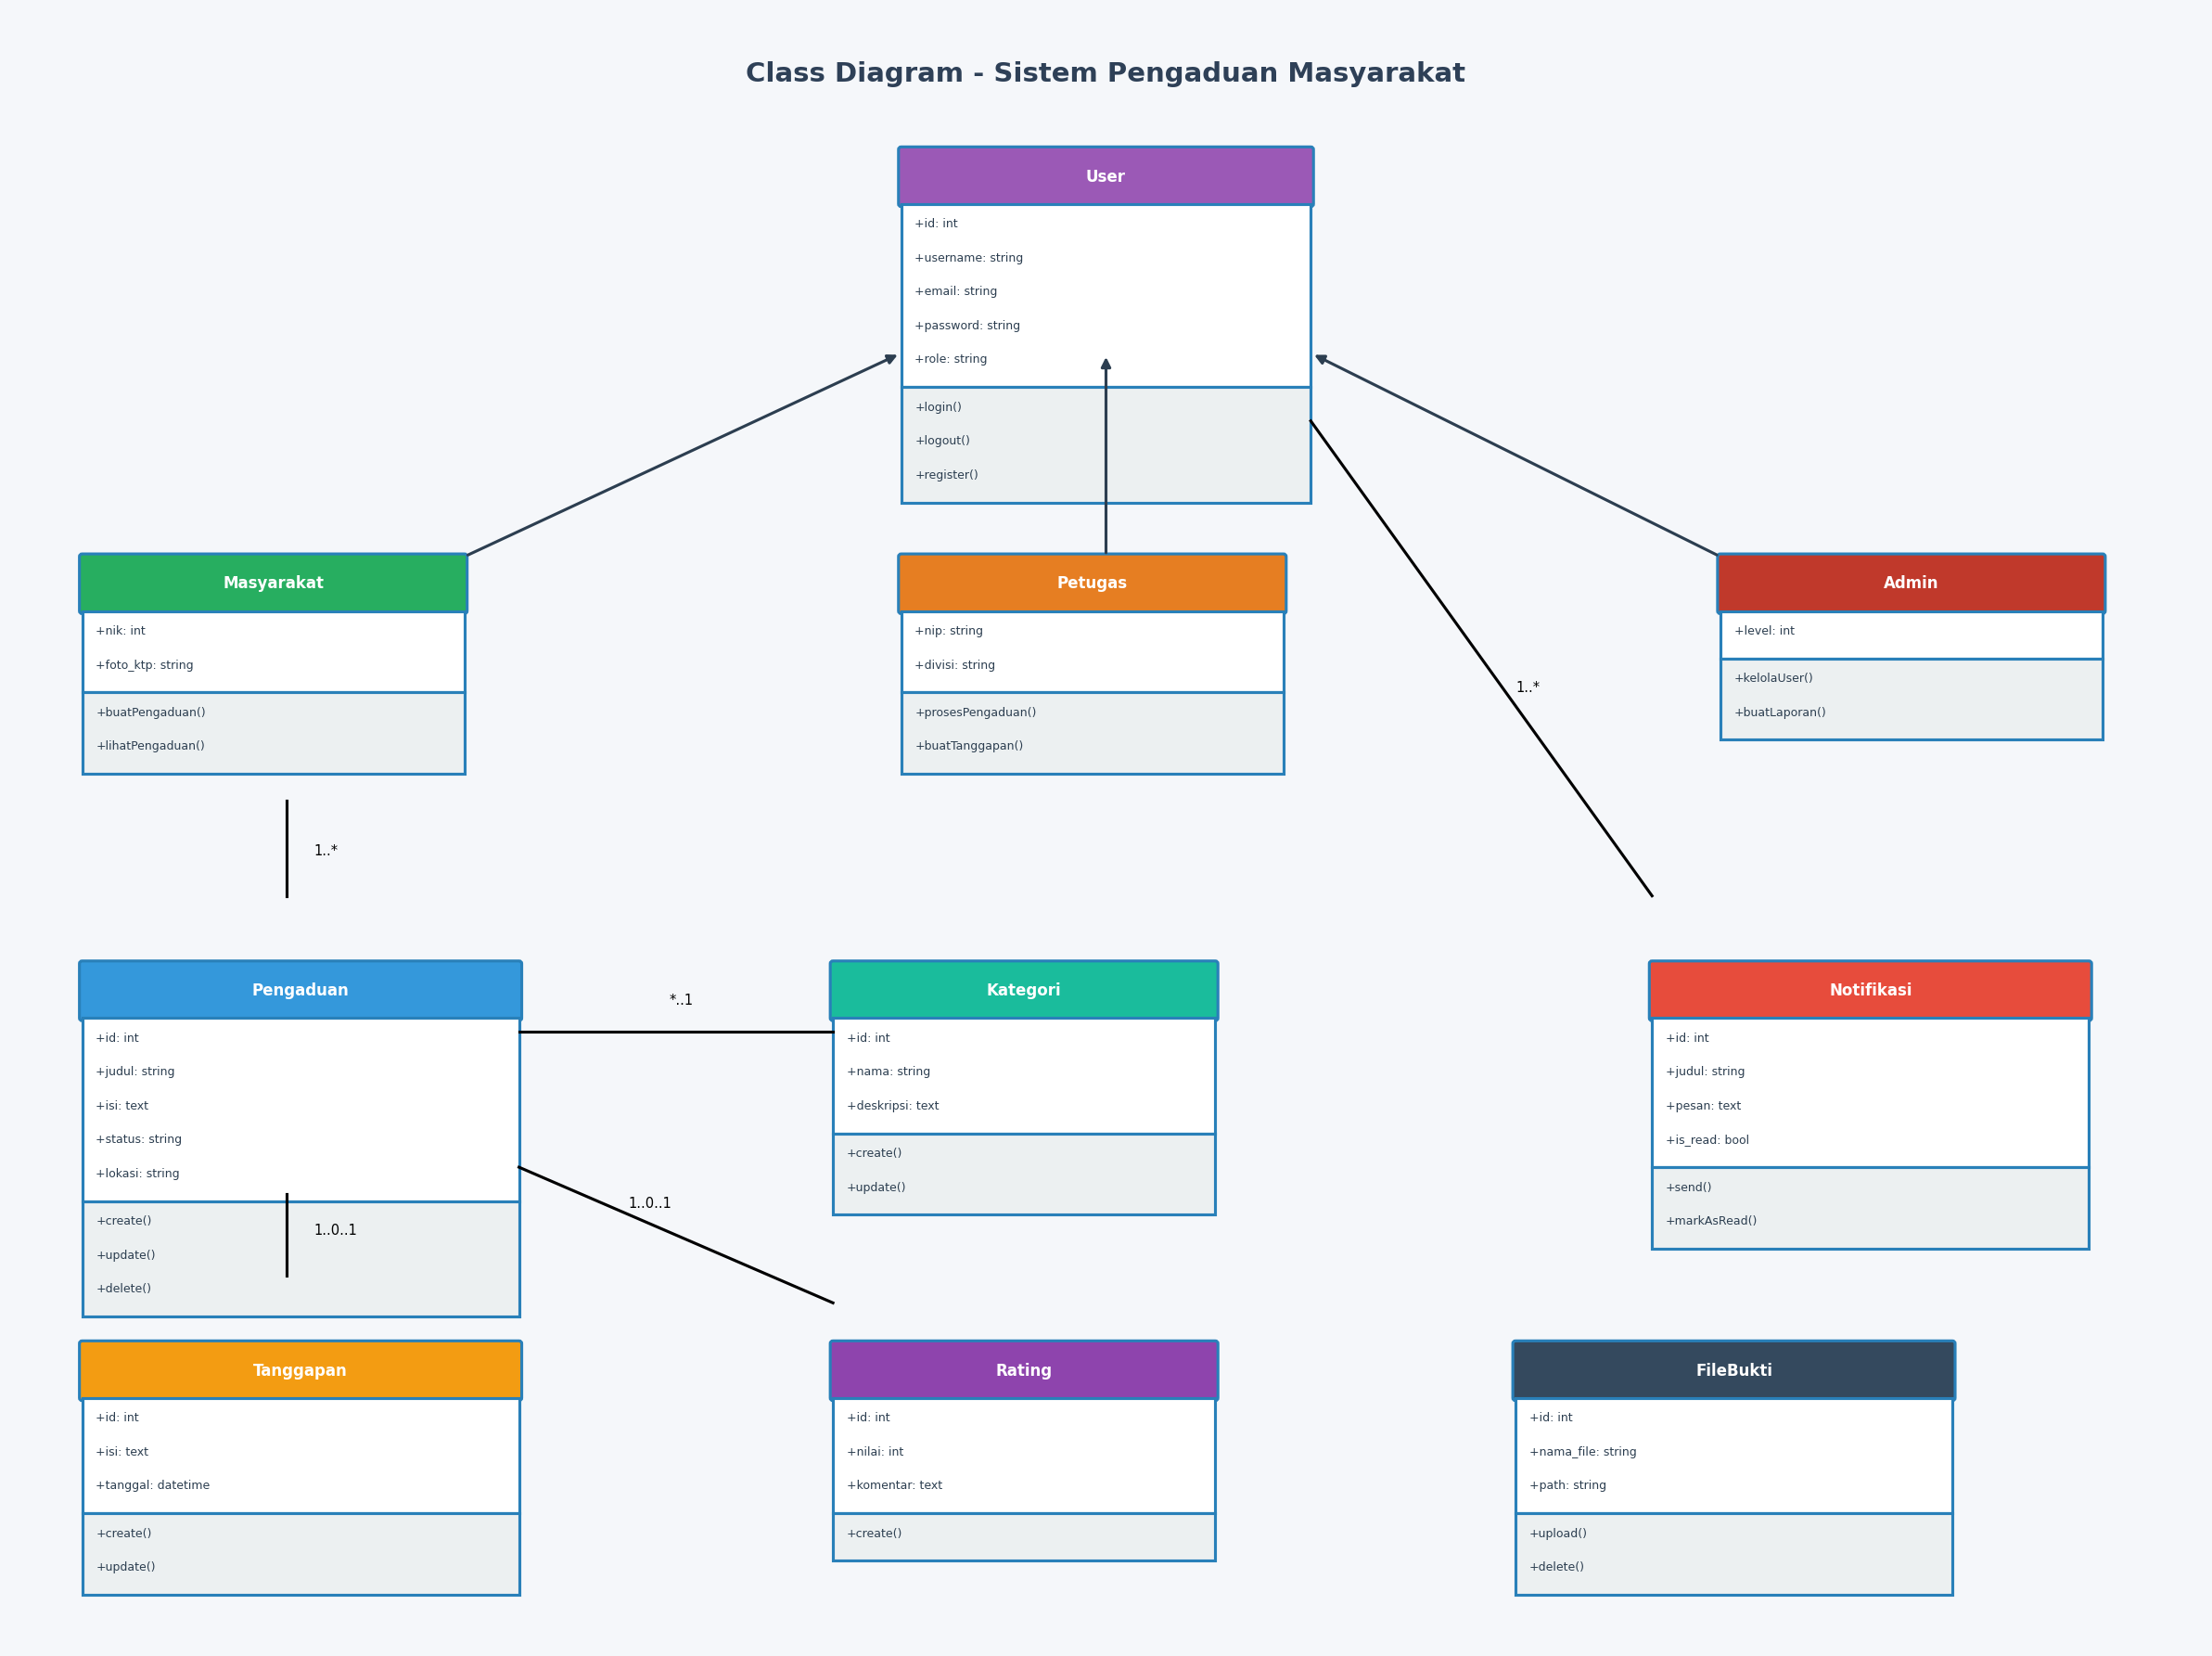 Class Diagram - Sistem Pengaduan Masyarakat
User
+id: int
+username: string
+email: string
+password: string
+role: string
+login()
+logout()
+register()
Masyarakat
+nik: int
+foto_ktp: string
+buatPengaduan()
+lihatPengaduan()
Petugas
+nip: string
+divisi: string
+prosesPengaduan()
+buatTanggapan()
Admin
+level: int
+kelolaUser()
+buatLaporan()
1..*
1..*
Pengaduan
+id: int
+judul: string
+isi: text
+status: string
+lokasi: string
+create()
+update()
+delete()
1..0..1
*..1
1..0..1
Kategori
+id: int
+nama: string
+deskripsi: text
+create()
+update()
Notifikasi
+id: int
+judul: string
+pesan: text
+is_read: bool
+send()
+markAsRead()
Tanggapan
+id: int
+isi: text
+tanggal: datetime
+create()
+update()
Rating
+id: int
+nilai: int
+komentar: text
+create()
FileBukti
+id: int
+nama_file: string
+path: string
+upload()
+delete()